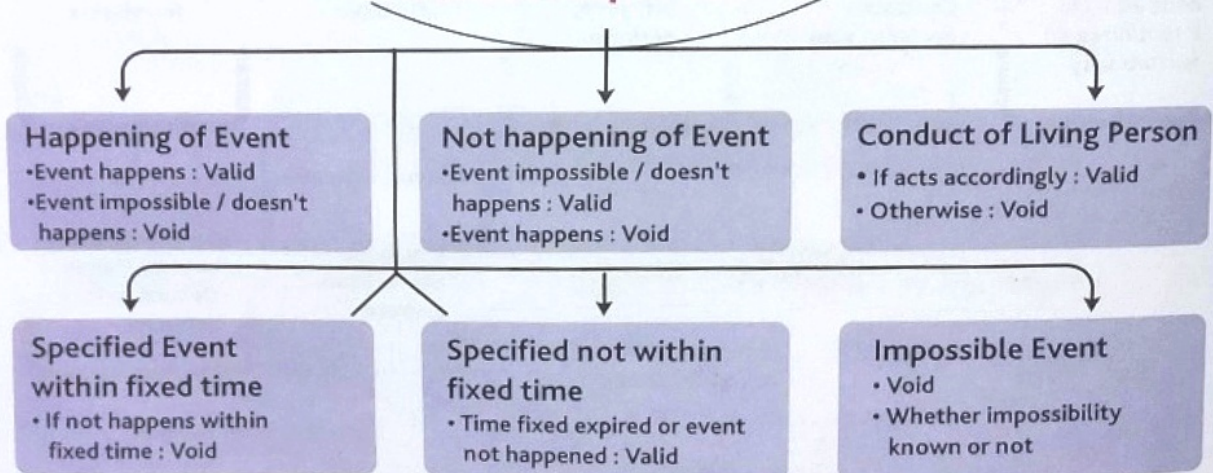 Happening of Event
•Event happens : Valid
•Event impossible / doesn't
happens : Void
Not happening of Event
•Event impossible / doesn't
happens : Valid
•Event happens : Void
Conduct of Living Person
• If acts accordingly : Valid
• Otherwise : Void
Specified Event
within fixed time
• If not happens within
fixed time : Void
Specified not within
fixed time
• Time fixed expired or event
not happened : Valid
Impossible Event
• Void
• Whether impossibility
known or not